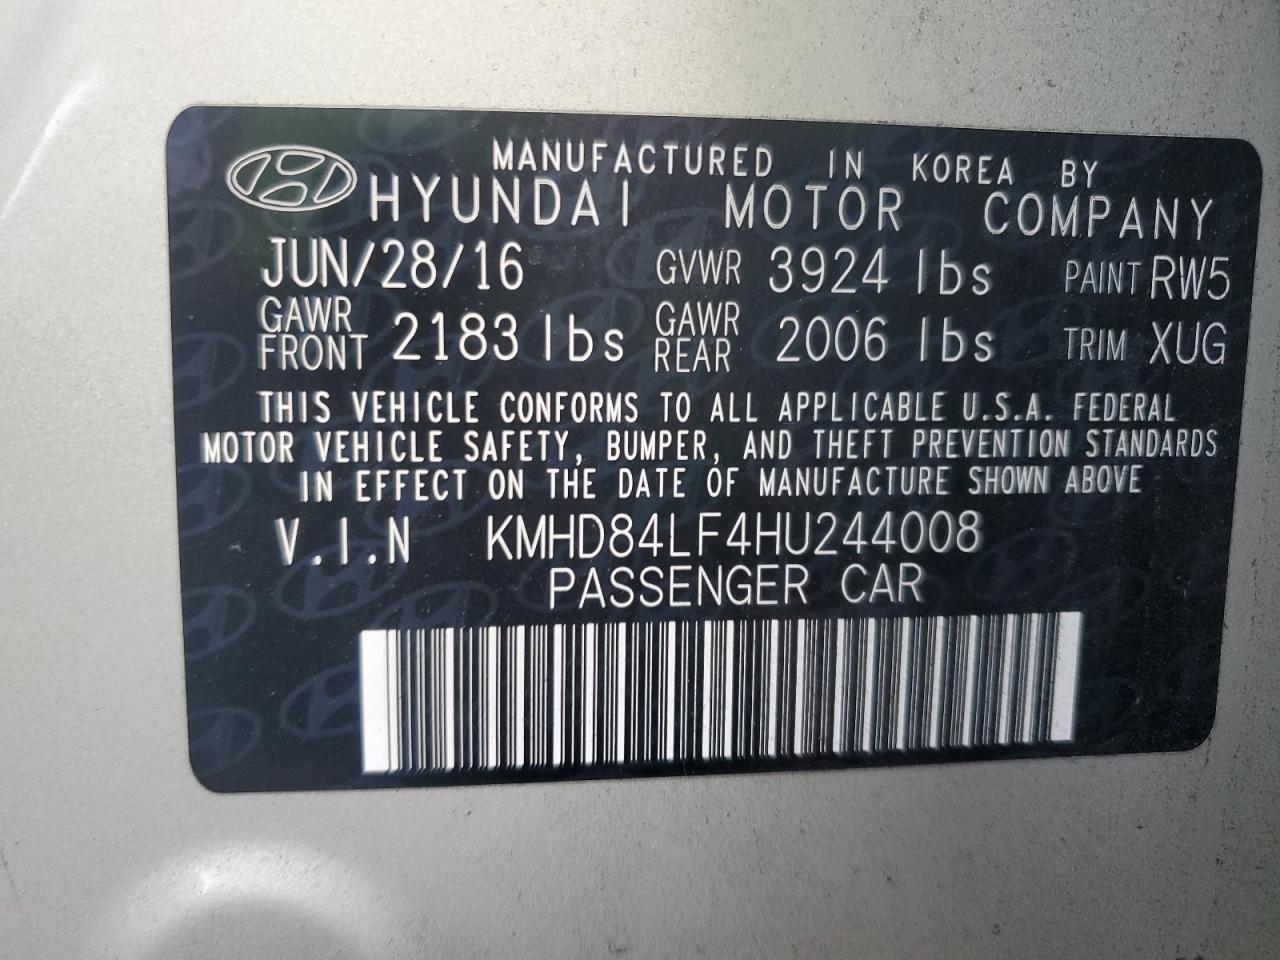 MANUFACTURED IN KOREA BY
HYUNDAI MOTOR COMPANY
JUN/28/16 GVWR 3924 lbs PAINT RW5
GAWR FRONT 2183 lbs GAWR REAR 2006 lbs TRIM XUG
THIS VEHICLE CONFORMS TO ALL APPLICABLE U.S.A. FEDERAL
MOTOR VEHICLE SAFETY, BUMPER, AND THEFT PREVENTION STANDARDS
IN EFFECT ON THE DATE OF MANUFACTURE SHOWN ABOVE
V.I.N KMHD84LF4HU244008
PASSENGER CAR